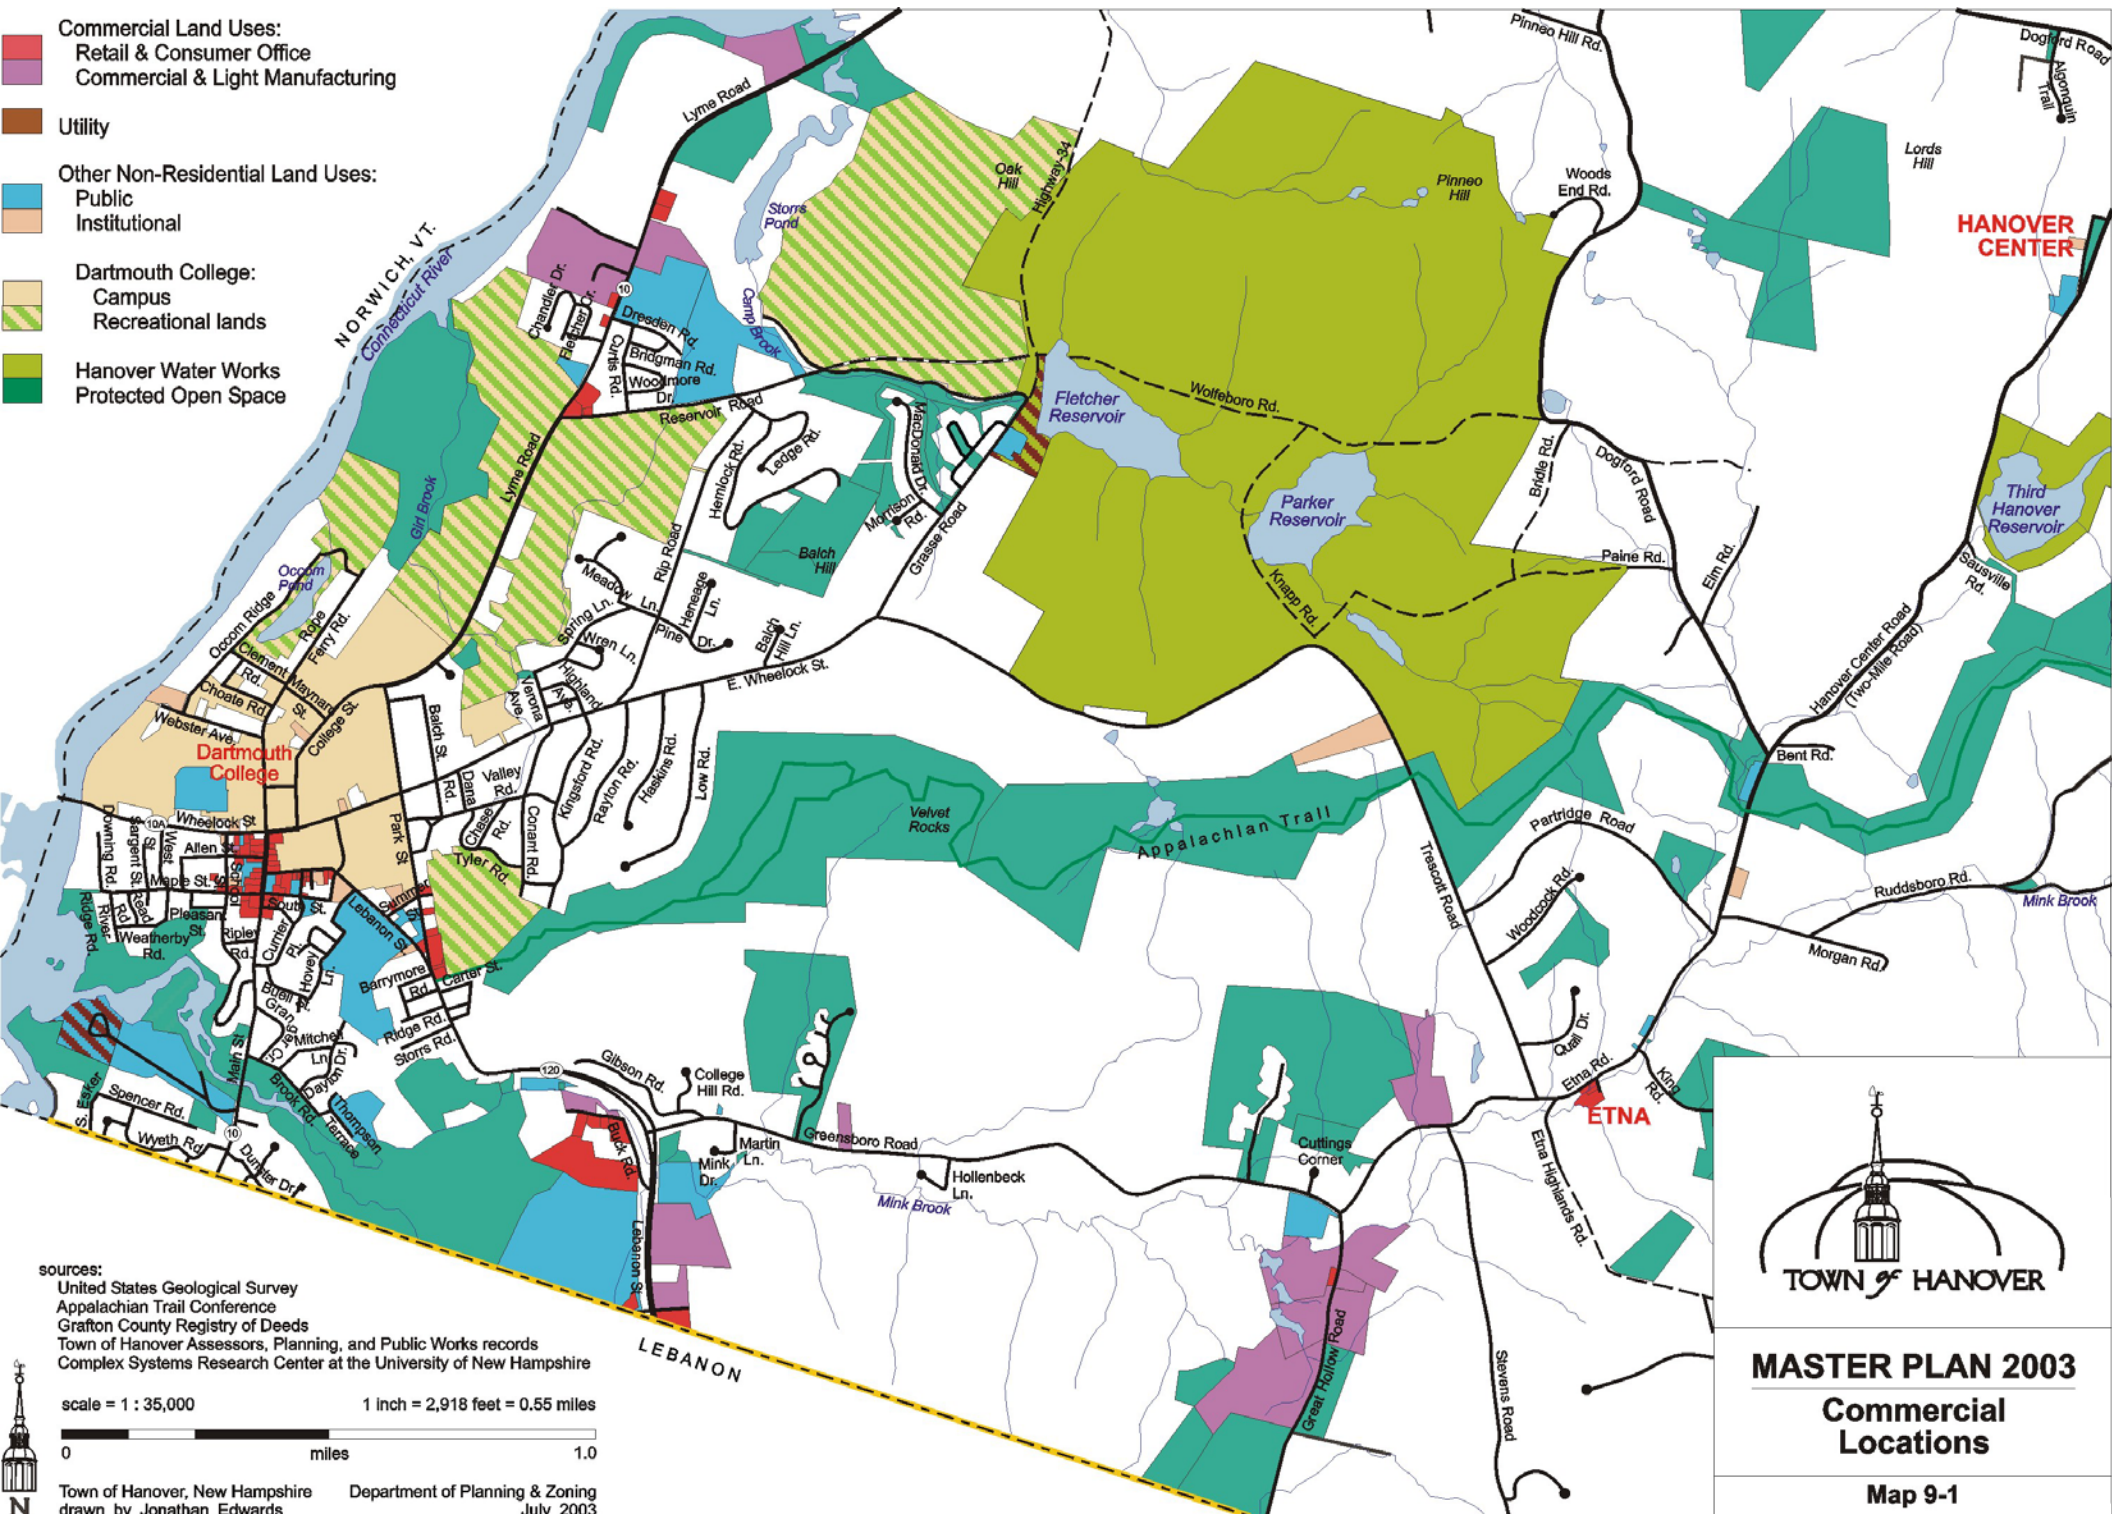 Commercial Land Uses:
Retail & Consumer Office
Commercial & Light Manufacturing
Utility
Other Non-Residential Land Uses:
Public
Institutional
Dartmouth College:
Campus
Recreational lands
Hanover Water Works
Protected Open Space
NORWICH, VT.
Connecticut River
Lyme Road
Storrs
Pond
Oak
Hill
Highway-34
Pinneo Hill Rd.
Pinneo
Hill
Woods
End Rd.
Dogford Road
Algonquin
Trail
Lords
Hill
HANOVER
CENTER
Chandler Dr.
Fletcher Cr.
10
Dresden Rd.
Curtis Rd.
Bridgman Rd.
Woodmore
Dr.
Camp Brook
Reservoir Road
Lyme Road
Girl Brook
Hemlock Rd.
Ledge Rd.
MacDonald Dr.
Morrison
Rd.
Grasse Road
Balch
Hill
Rip Road
Fletcher
Reservoir
Wolfeboro Rd.
Parker
Reservoir
Knapp Rd.
Bridle Rd.
Dogford Road
Paine Rd.
Elm Rd.
Third
Hanover
Reservoir
Sausville
Rd.
Hanover Center Road
(Two-Mile Road)
Bent Rd.
Occom
Pond
Occom Ridge
Rope
Ferry Rd.
Clement
Rd.
Maynard
St.
Choate Rd.
College St.
Webster Ave.
Dartmouth
College
Meadow
Ln.
Spring Ln.
Wren Ln.
Pine
Dr.
Heneage
Ln.
Balch
Hill Ln.
E. Wheelock St.
Highland
Ave.
Verona
Ave.
Balch St.
Dana
Rd.
Valley
Rd.
Chase
Rd.
Conant Rd.
Kingsford Rd.
Rayton Rd.
Haskins Rd.
Low Rd.
Tyler Rd.
Park St
Velvet
Rocks
Appalachian Trail
Trescott Road
Partridge Road
Woodcock Rd.
Quail Dr.
Ruddsboro Rd.
Mink Brook
Morgan Rd.
Wheelock St
10A
Downing Rd.
Sargent St.
West
St
Allen St.
Maple St.
School
St
Pleasant
St.
Read
Rd.
River
Ridge Rd.
Weatherby
Rd.
Ripley
Rd.
South
St.
Currier
Pl.
Hovey
Ln.
Lebanon St
Summer
St
Barrymore
Rd.
Carter St.
Buell
St.
Granger
Cr.
Mitchell
Ln.
Dayton Dr.
Ridge Rd.
Storrs Rd.
Main St
Brook Rd.
Thompson
Terrace
S. Esker
Spencer Rd.
Wyeth Rd.
10
Dunster Dr.
120
Gibson Rd.
College
Hill Rd.
Buck Rd.
Martin
Ln.
Mink
Dr.
Greensboro Road
Hollenbeck
Ln.
Mink Brook
Lebanon St
Cuttings
Corner
Etna Rd.
King
Rd.
ETNA
Etna Highlands Rd.
Great Hollow Road
Stevens Road
LEBANON
sources:
United States Geological Survey
Appalachian Trail Conference
Grafton County Registry of Deeds
Town of Hanover Assessors, Planning, and Public Works records
Complex Systems Research Center at the University of New Hampshire
scale = 1 : 35,000
1 inch = 2,918 feet = 0.55 miles
0
miles
1.0
Town of Hanover, New Hampshire
Department of Planning & Zoning
drawn by Jonathan Edwards
July 2003
N
TOWN of HANOVER
MASTER PLAN 2003
Commercial
Locations
Map 9-1